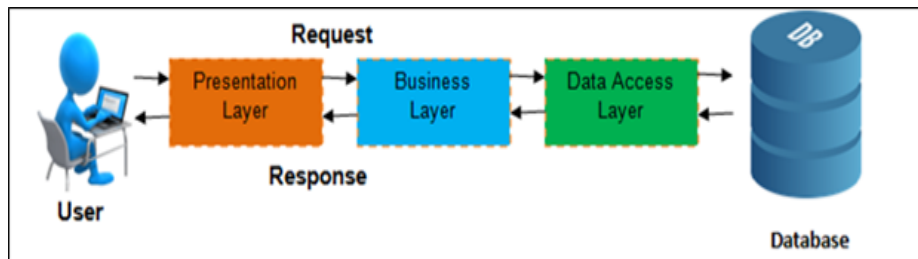 Request
DB
Presentation
Layer
Business
Layer
Data Access
Layer
Response
User
Database